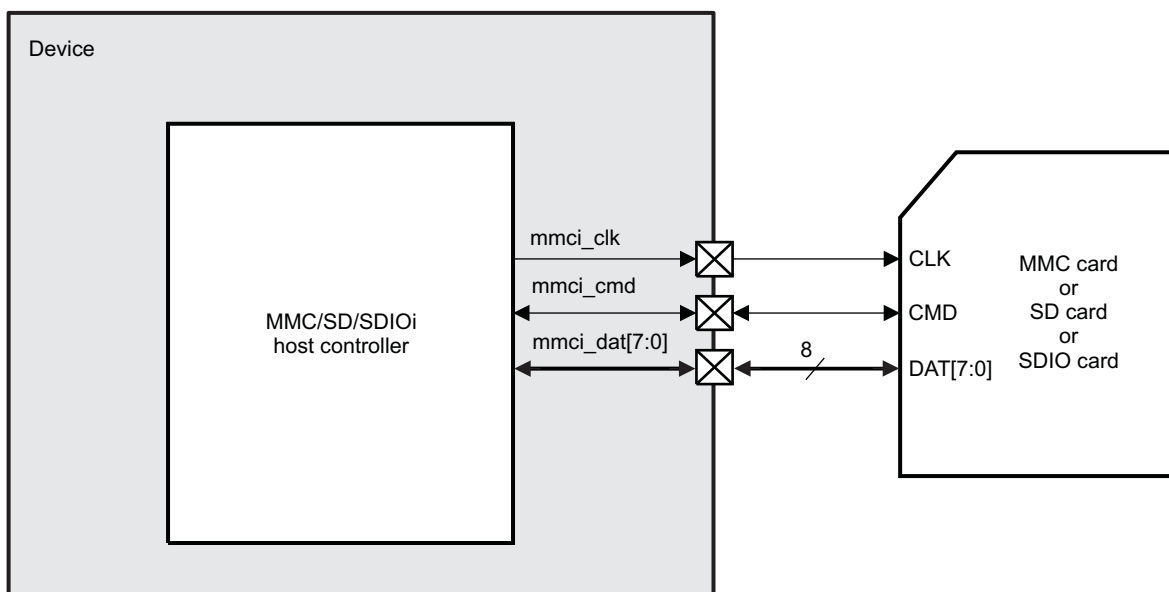 Device
MMC/SD/SDIOi
host controller
mmci_clk
mmci_cmd
mmci_dat[7:0]
8
CLK
CMD
DAT[7:0]
MMC card
or
SD card
or
SDIO card